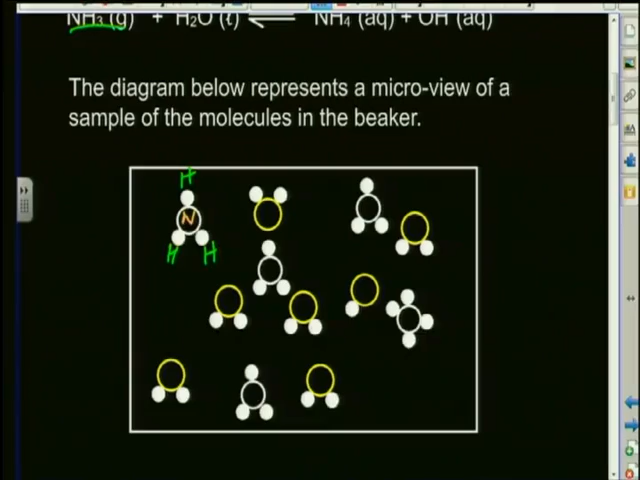 NH₃ (g) + H₂O (ℓ) ⇌ NH₄ (aq) + OH (aq)
The diagram below represents a micro-view of a
sample of the molecules in the beaker.
H
N
H H